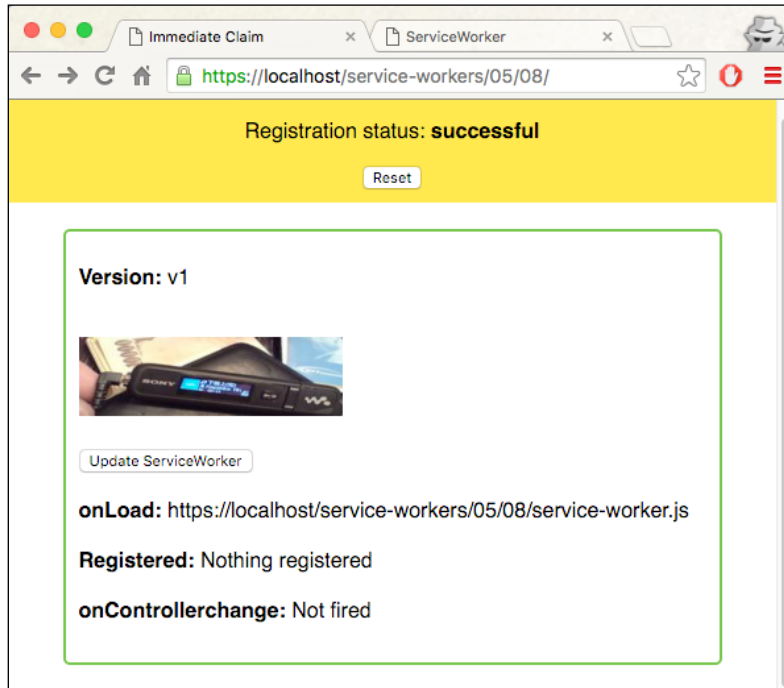 Immediate Claim
ServiceWorker
https://localhost/service-workers/05/08/
Registration status: successful
Reset
Version: v1
SONY
Update ServiceWorker
onLoad: https://localhost/service-workers/05/08/service-worker.js
Registered: Nothing registered
onControllerchange: Not fired